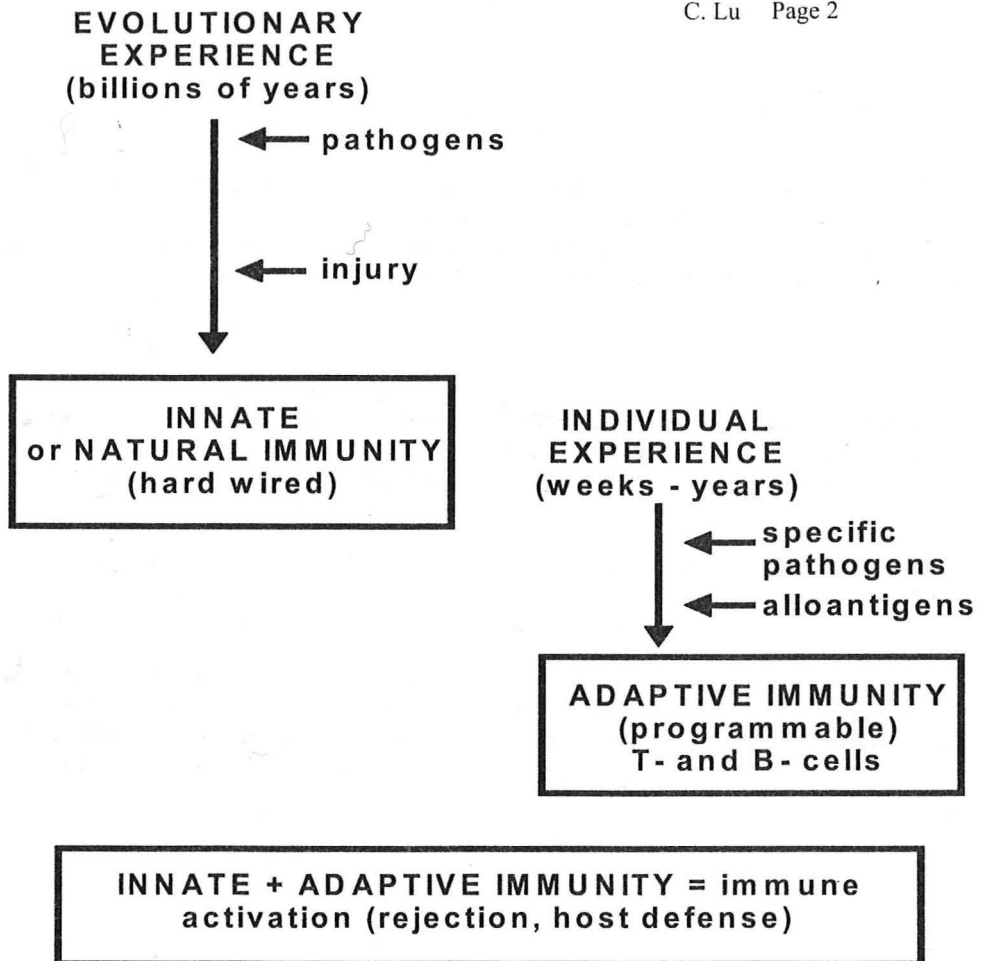 C. Lu Page 2
EVOLUTIONARY
EXPERIENCE
(billions of years)
pathogens
injury
INNATE
or NATURAL IMMUNITY
(hard wired)
INDIVIDUAL
EXPERIENCE
(weeks - years)
specific
pathogens
alloantigens
ADAPTIVE IMMUNITY
(programmable)
T- and B- cells
INNATE + ADAPTIVE IMMUNITY = immune
activation (rejection, host defense)